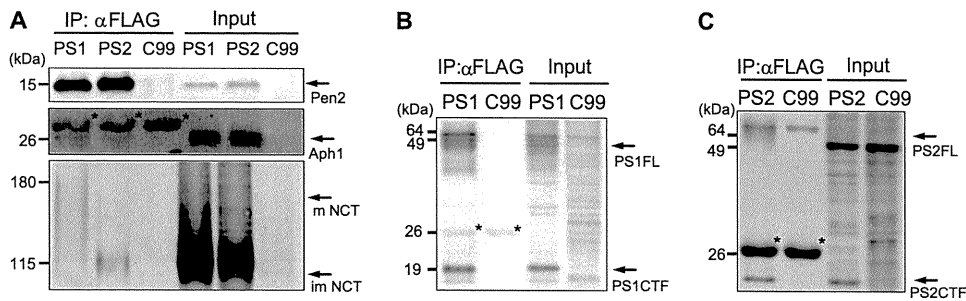 A
IP: αFLAG Input
PS1 PS2 C99 PS1 PS2 C99
(kDa)
15
Pen2
* * *
26
Aph1
180
m NCT
115
im NCT
B
IP:αFLAG Input
PS1 C99 PS1 C99
(kDa)
64
49
PS1FL
26
* *
19
PS1CTF
C
IP:αFLAG Input
PS2 C99 PS2 C99
(kDa)
64
PS2FL
49
* *
26
PS2CTF